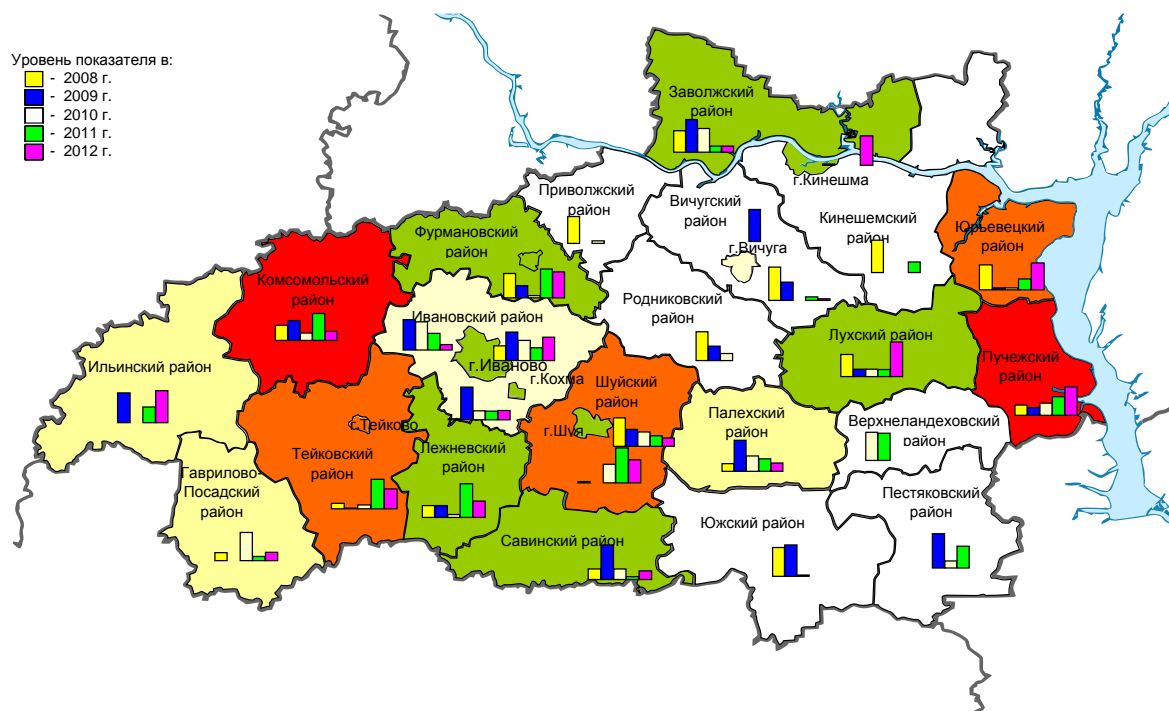 Уровень показателя в:
- 2008 г.
- 2009 г.
- 2010 г.
- 2011 г.
- 2012 г.
Заволжский
район
г.Кинешма
Приволжский
район
Вичугский
район
Кинешемский
район
Юрьевецкий
район
Фурмановский
район
г.Вичуга
Комсомольский
район
Родниковский
район
Ивановский район
Лухский район
Пучежский
район
Ильинский район
г.Иваново
г.Кохма
Шуйский
район
Палехский
район
Верхнеландеховский
район
г.Тейково
г.Шуя
Лежневский
район
Тейковский
район
Гаврилово-
Посадский
район
Пестяковский
район
Южский район
Савинский район